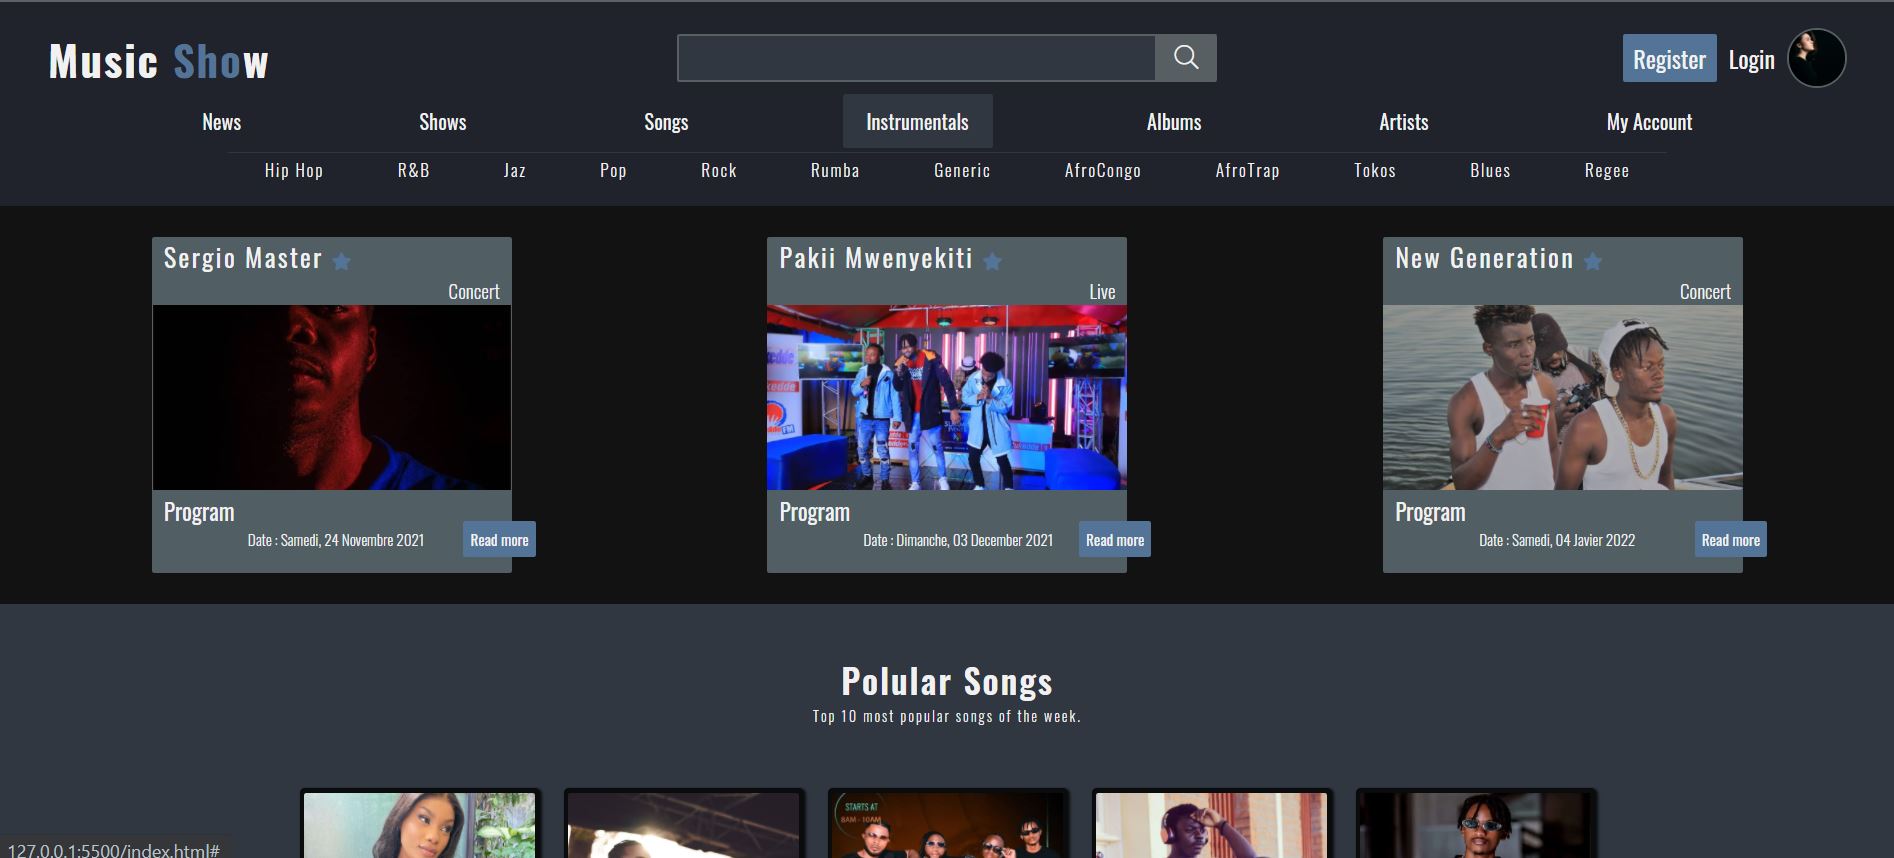 Music Show
Register Login
News Shows Songs Instrumentals Albums Artists My Account
Hip Hop R&B Jaz Pop Rock Rumba Generic AfroCongo AfroTrap Tokos Blues Regee
Sergio Master
Concert
Program
Date : Samedi, 24 Novembre 2021
Read more
Pakii Mwenyekiti
Live
Program
Date : Dimanche, 03 December 2021
Read more
New Generation
Concert
Program
Date : Samedi, 04 Javier 2022
Read more
Polular Songs
Top 10 most popular songs of the week.
STARTS AT
8AM - 10AM
127.0.0.1:5500/index.html#